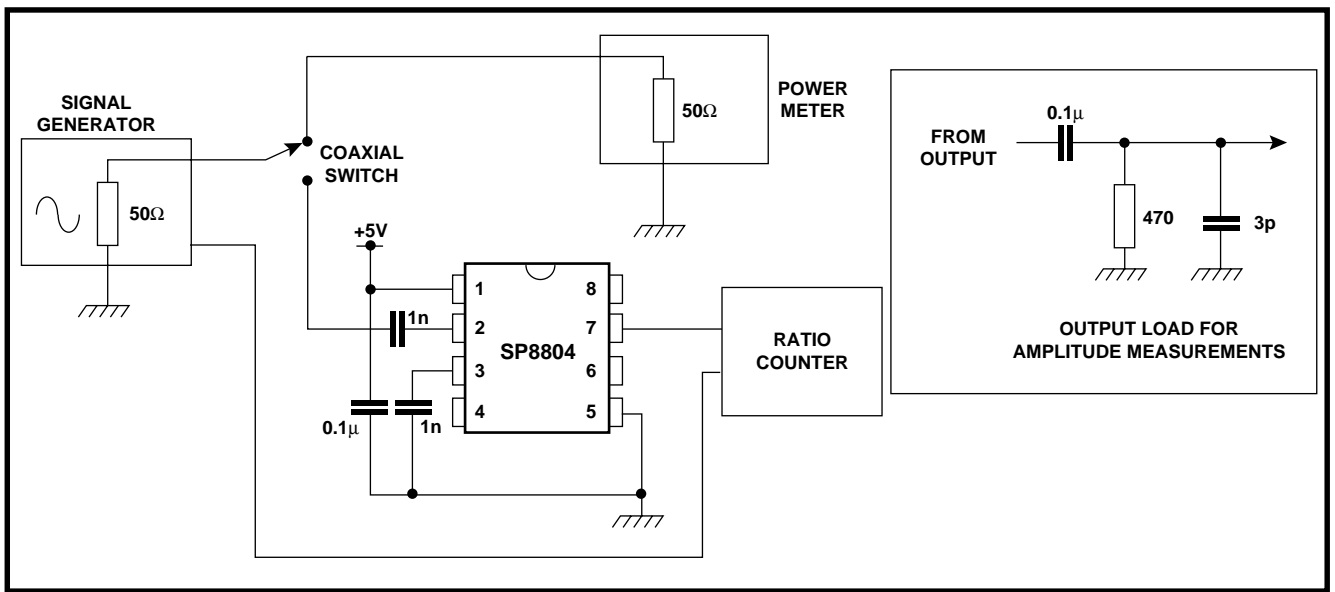 SIGNAL
GENERATOR
50Ω
COAXIAL
SWITCH
50Ω
POWER
METER
+5V
1n
0.1µ
1n
1
2
3
4
SP8804
8
7
6
5
RATIO
COUNTER
FROM
OUTPUT
0.1µ
470
3p
OUTPUT LOAD FOR
AMPLITUDE MEASUREMENTS